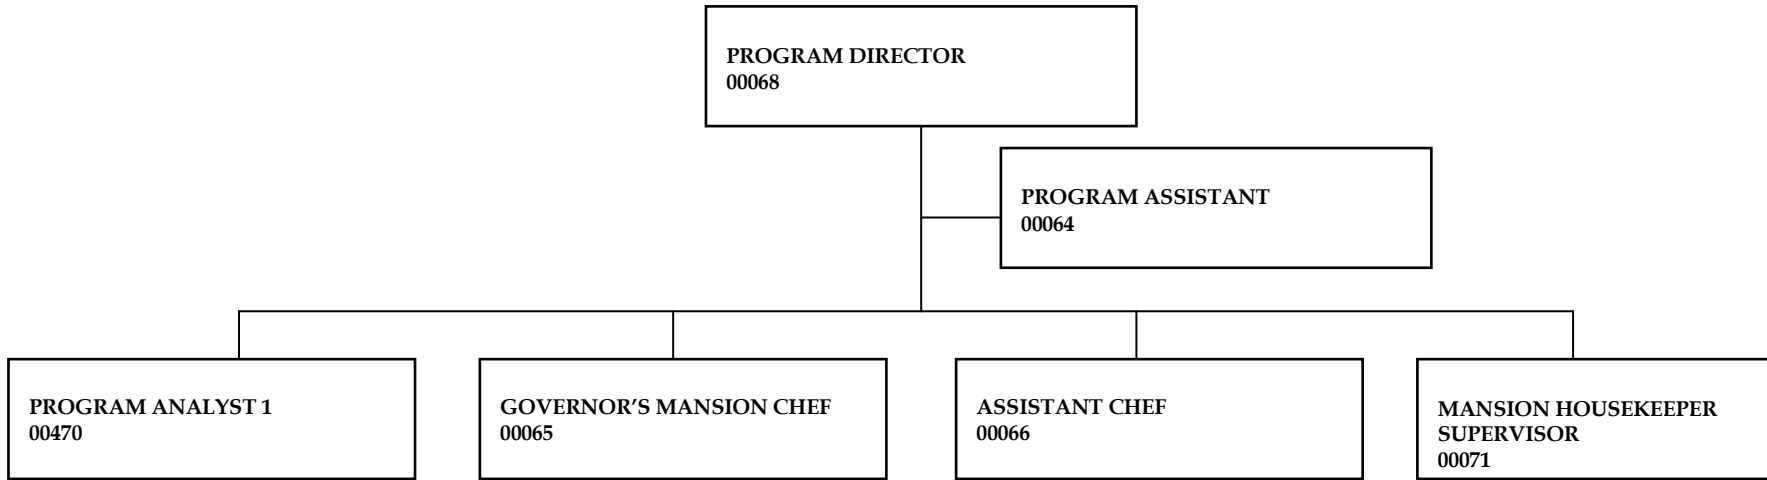 PROGRAM DIRECTOR
00068
PROGRAM ASSISTANT
00064
PROGRAM ANALYST 1
00470
GOVERNOR’S MANSION CHEF
00065
ASSISTANT CHEF
00066
MANSION HOUSEKEEPER
SUPERVISOR
00071